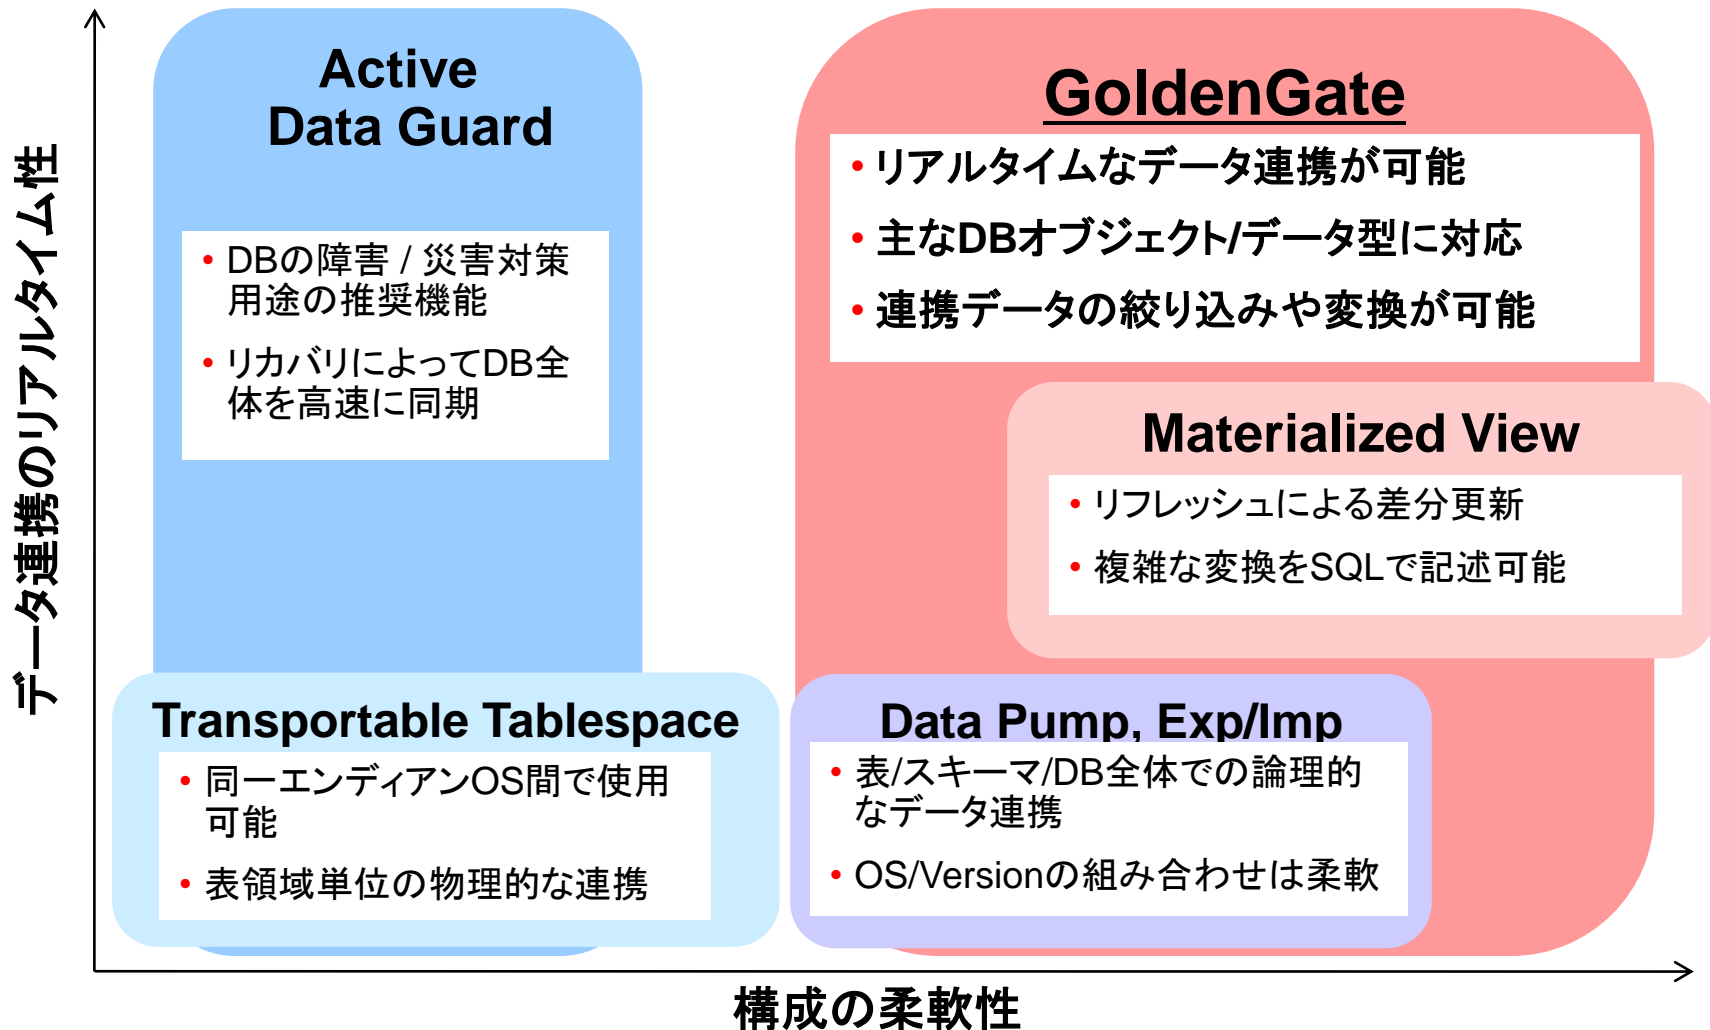 データ連携のリアルタイム性
Active
Data Guard
• DBの障害 / 災害対策
用途の推奨機能
• リカバリによってDB全
体を高速に同期
GoldenGate
• リアルタイムなデータ連携が可能
• 主なDBオブジェクト/データ型に対応
• 連携データの絞り込みや変換が可能
Materialized View
• リフレッシュによる差分更新
• 複雑な変換をSQLで記述可能
Transportable Tablespace
• 同一エンディアンOS間で使用
可能
• 表領域単位の物理的な連携
Data Pump, Exp/Imp
• 表/スキーマ/DB全体での論理的
なデータ連携
• OS/Versionの組み合わせは柔軟
構成の柔軟性